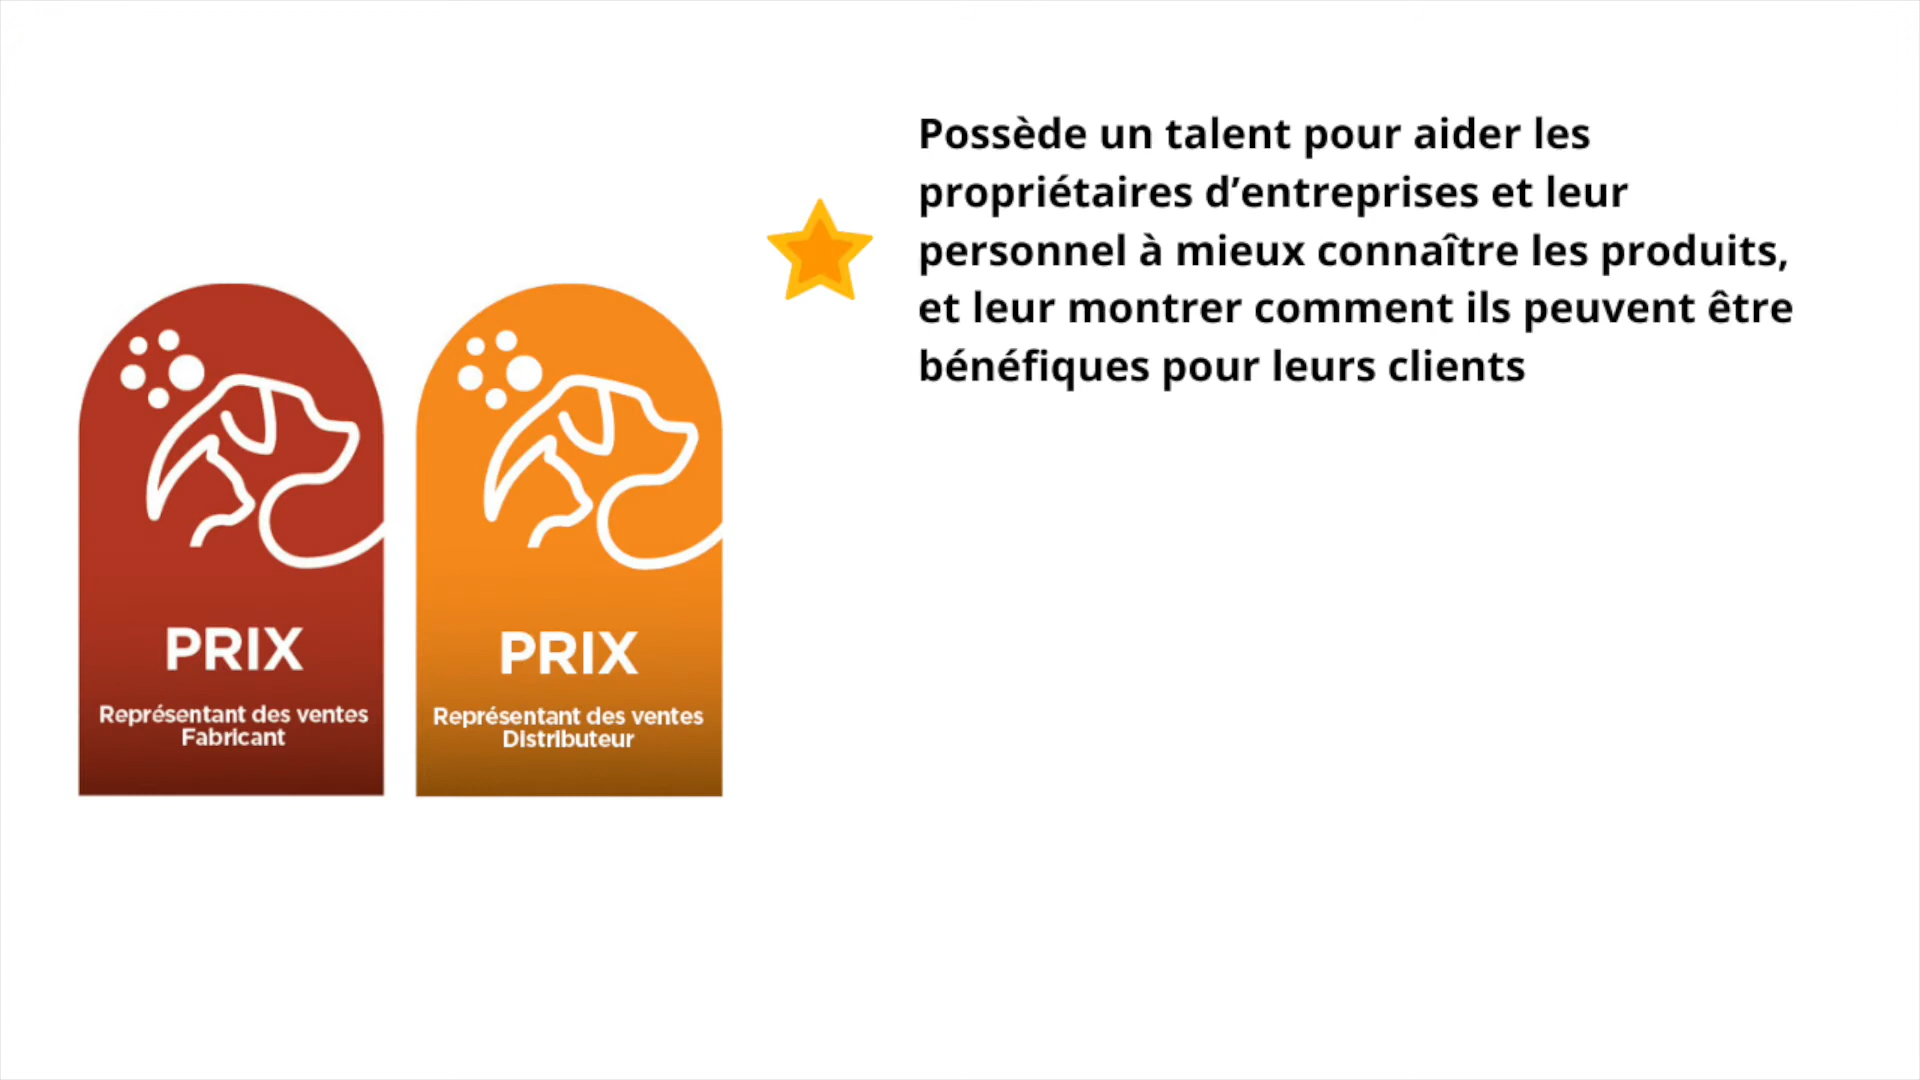 PRIX
Représentant des ventes
Fabricant
PRIX
Représentant des ventes
Distributeur
Possède un talent pour aider les
propriétaires d’entreprises et leur
personnel à mieux connaître les produits,
et leur montrer comment ils peuvent être
bénéfiques pour leurs clients